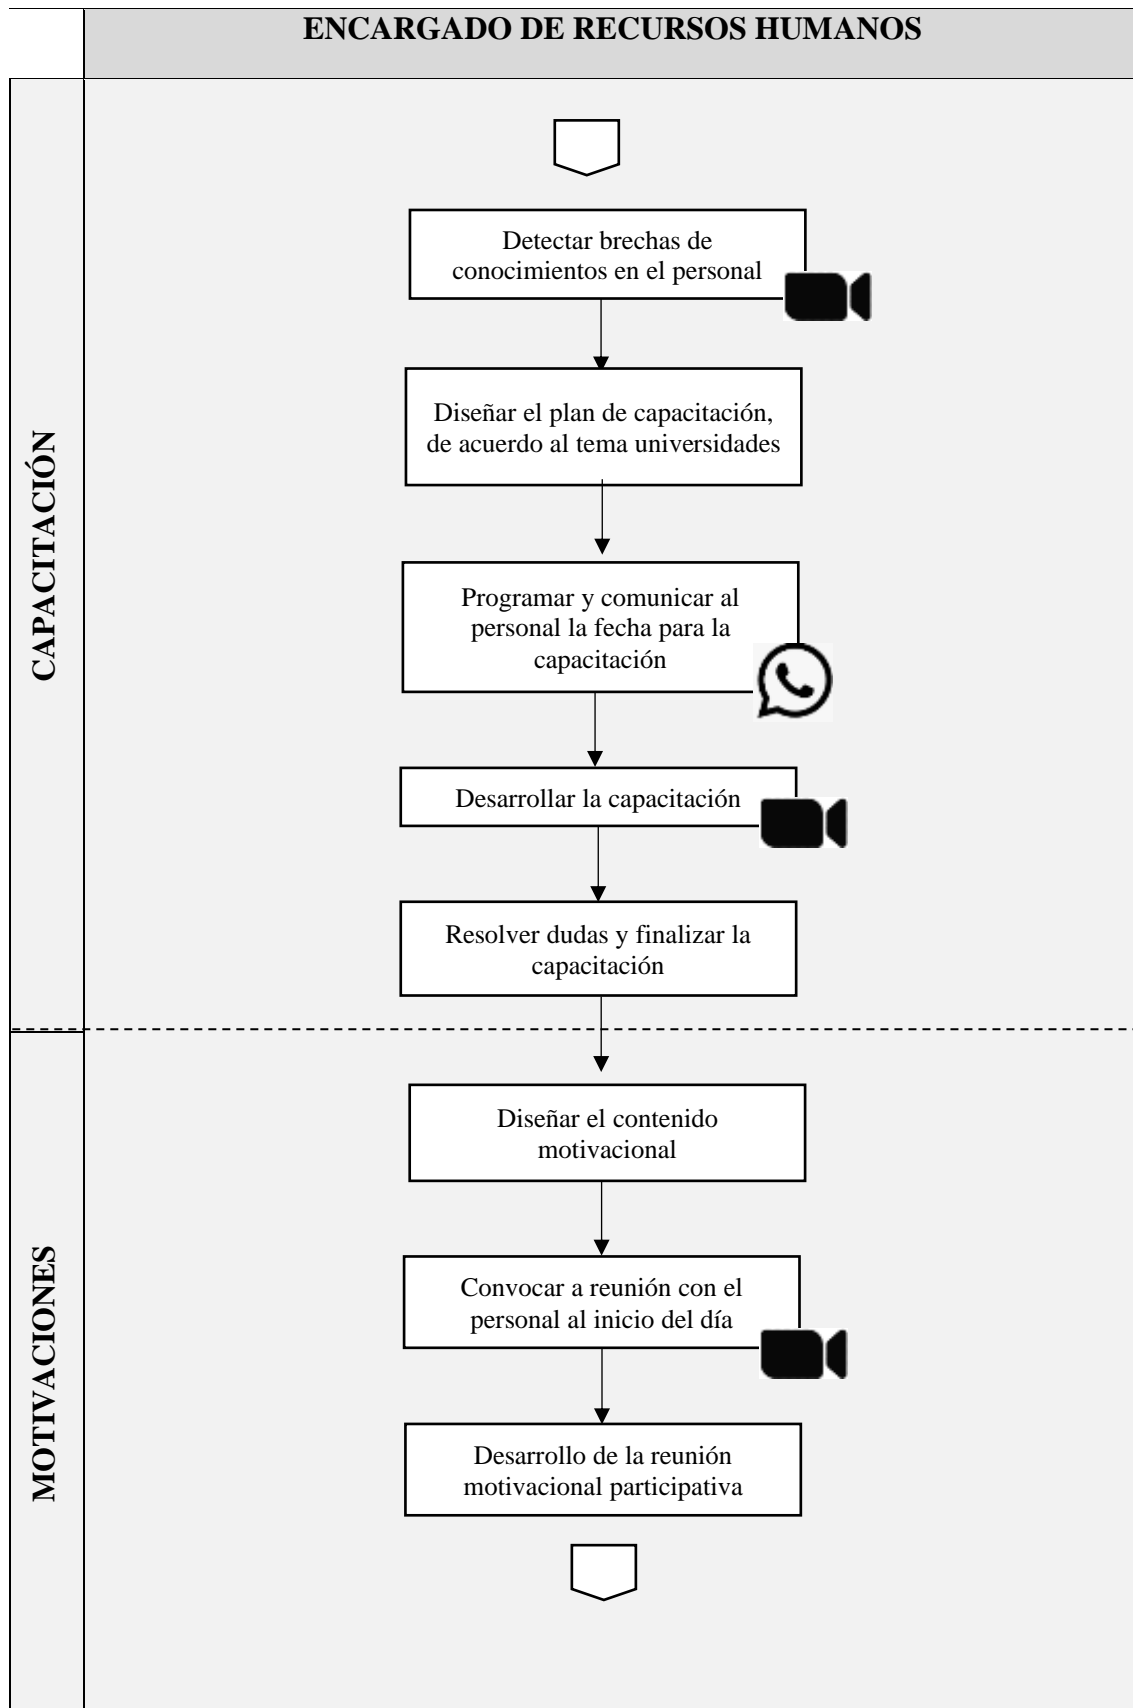 ENCARGADO DE RECURSOS HUMANOS
CAPACITACIÓN
Detectar brechas de
conocimientos en el personal
Diseñar el plan de capacitación,
de acuerdo al tema universidades
Programar y comunicar al
personal la fecha para la
capacitación
Desarrollar la capacitación
Resolver dudas y finalizar la
capacitación
MOTIVACIONES
Diseñar el contenido
motivacional
Convocar a reunión con el
personal al inicio del día
Desarrollo de la reunión
motivacional participativa